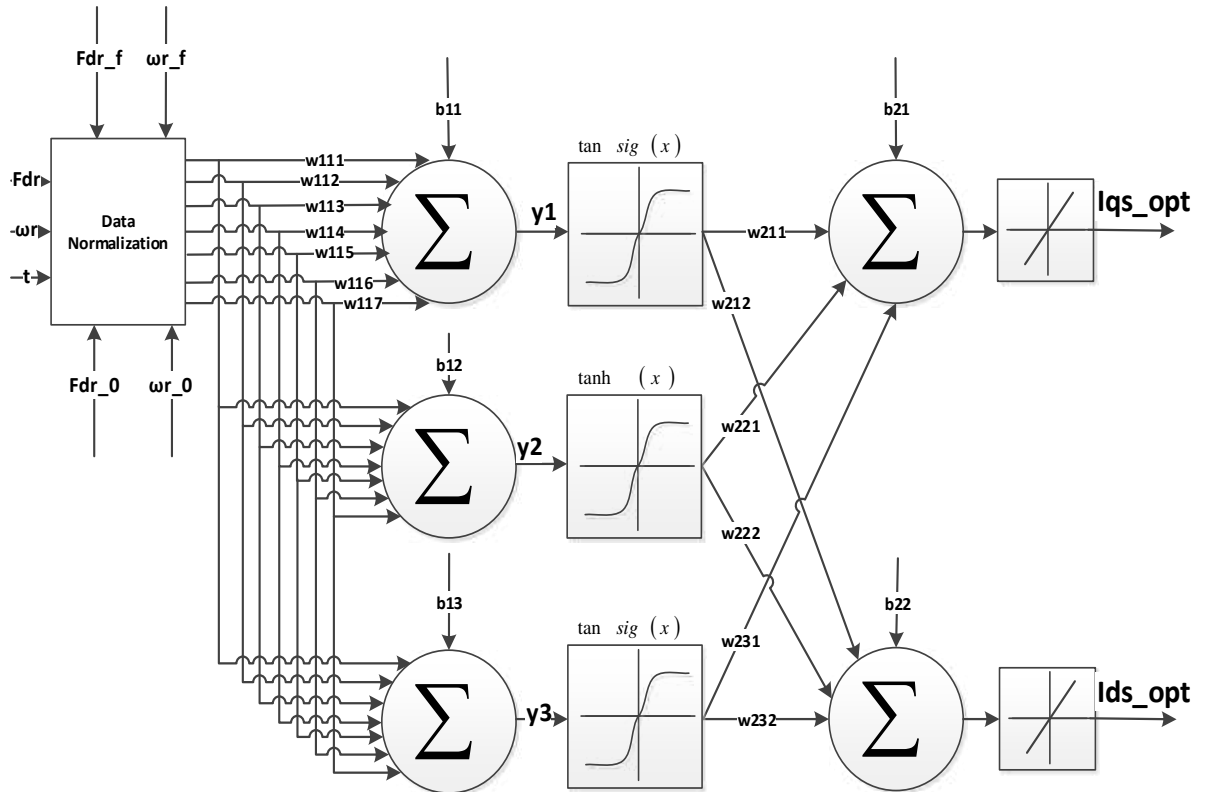 Fdr_f
ωr_f
Fdr
ωr
t
Data
Normalization
Fdr_0
ωr_0
w111
w112
w113
w114
w115
w116
w117
b11
Σ
y1
tan sig (x)
b12
Σ
y2
tanh (x)
b13
Σ
y3
tan sig (x)
w211
w212
w221
w222
w231
w232
b21
Σ
Iqs_opt
b22
Σ
Ids_opt